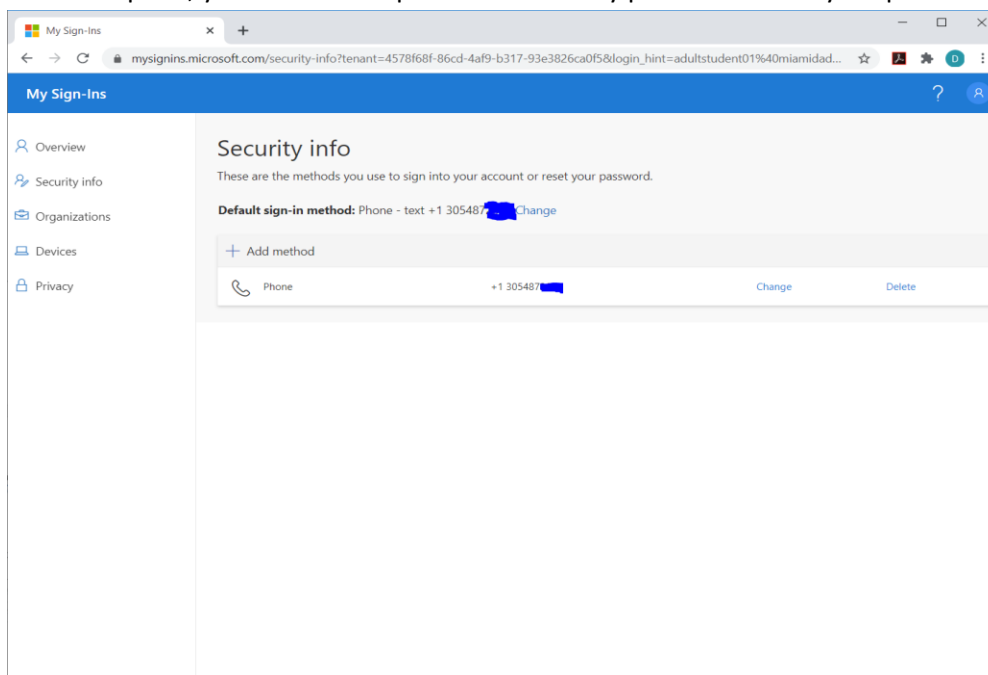 My Sign-Ins
mysignins.microsoft.com/security-info?tenant=4578f68f-86cd-4af9-b317-93e3826ca0f5&login_hint=adultstudent01%40miamidad...
D
My Sign-Ins
?
Overview
Security info
Organizations
Devices
Privacy
Security info
These are the methods you use to sign into your account or reset your password.
Default sign-in method: Phone - text +1 305487 Change
+ Add method
Phone +1 305487 Change Delete